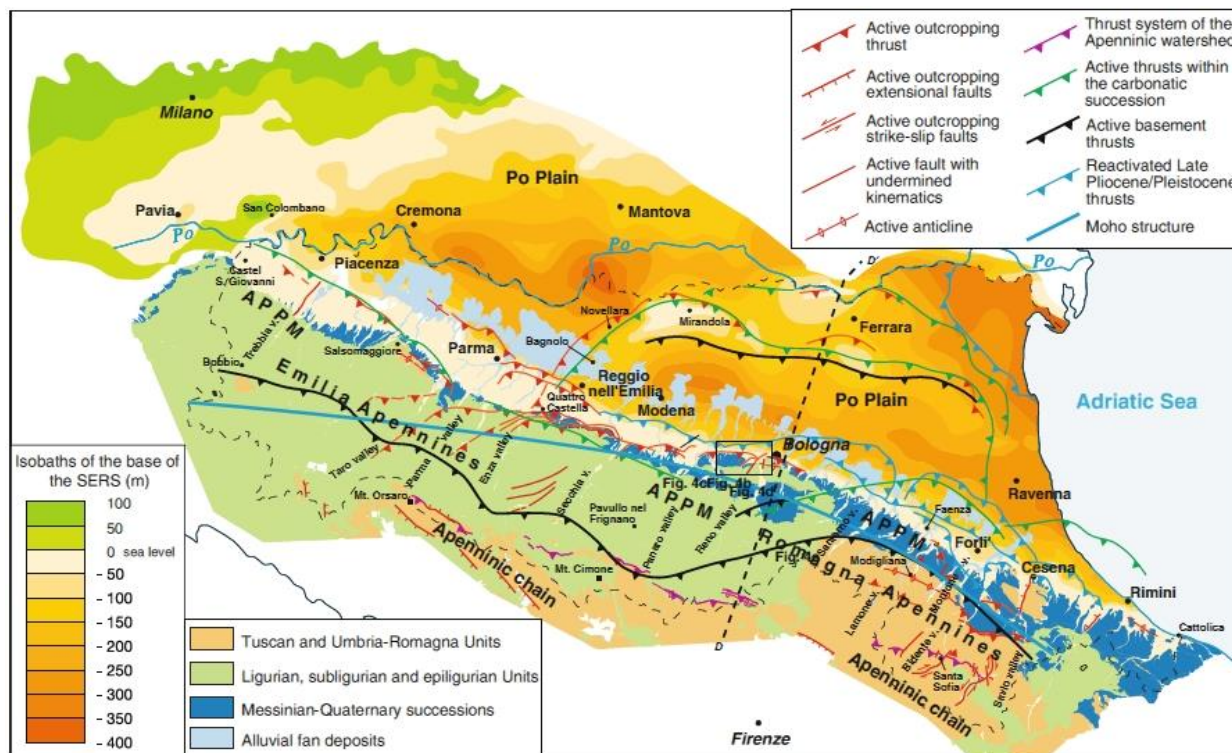 Active outcropping
thrust
Active outcropping
extensional faults
Active outcropping
strike-slip faults
Active fault with
undermined
kinematics
Active anticline
Thrust system of the
Apenninic watershed
Active thrusts within
the carbonatic
succession
Active basement
thrusts
Reactivated Late
Pliocene/Pleistocene
thrusts
Moho structure
Milano
Po Plain
Pavia
San Colombano
Cremona
Mantova
Po
Po
Po
Castel
S./Giovanni
Piacenza
D'
APPM
Trebbia v.
Novellara
Mirandola
Ferrara
Salsomaggiore
Parma
Bagnolo
Bobbio
Reggio
nell'Emilia
Modena
Po Plain
Adriatic Sea
Emilia Apennines
Quattro
Castella
Bologna
Taro valley
Parma valley
Enza valley
Secchia v.
Fig. 4c
Fig. 4b
Fig. 4d
Ravenna
Mt. Orsaro
Pavullo nel
Frignano
APPM
Panaro valley
Reno valley
Faenza
APPM
Forlì'
Modigliana
Cesena
Apenninic chain
Mt. Cimone
Romagna Apennines
Rimini
Lamone v.
Bidente v.
Cattolica
D
Santa
Sofia
Savio valley
Apenninic chain
Firenze
Isobaths of the base of
the SERS (m)
100
50
0 sea level
- 50
- 100
- 150
- 200
- 250
- 300
- 350
- 400
Tuscan and Umbria-Romagna Units
Ligurian, subligurian and epiligurian Units
Messinian-Quaternary successions
Alluvial fan deposits